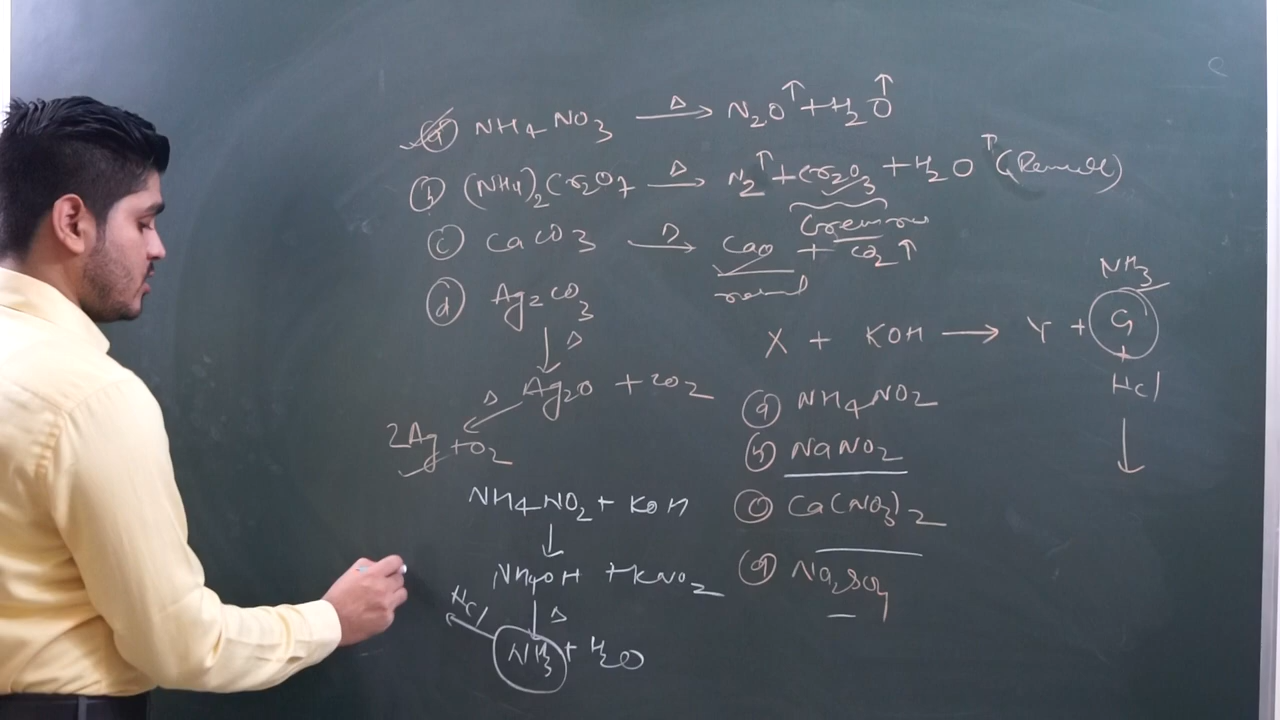 (a) NH4NO3 —Δ→ N2O↑ + H2O↑
(b) (NH4)2Cr2O7 —Δ→ N2↑ + Cr2O3 + H2O↑
(c) CaCO3 —Δ→ CaO + CO2↑
(d) Ag2CO3
↓ Δ
Ag2O + CO2
Δ
2Ag + O2
NH4NO2 + KOH
↓
NH4OH + KNO2
↓ Δ
HCl
NH3 + H2O
NH3
X + KOH → Y + G
+
HCl
↓
(a) NH4NO2
(b) NaNO2
(c) Ca(NO3)2
(d) Na2SO4